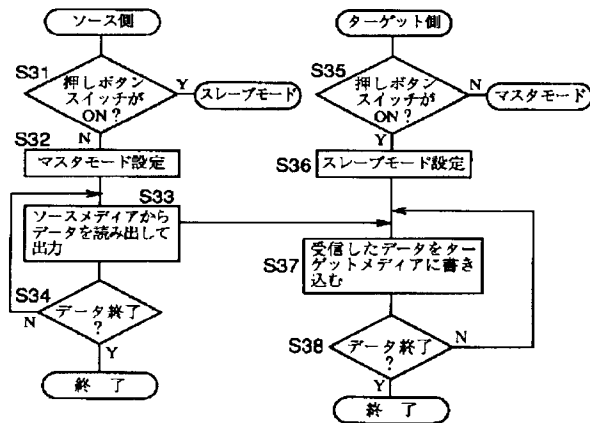 ソース側
S31
押しボタン
スイッチが
ON?
Y
スレーブモード
N
S32
マスタモード設定
S33
ソースメディアから
データを読み出して
出力
S34
データ終了
?
N
Y
終 了
ターゲット側
S35
押しボタン
スイッチが
ON?
N
マスタモード
Y
S36
スレーブモード設定
S37
受信したデータをター
ゲットメディアに書き
込む
S38
データ終了
?
N
Y
終 了